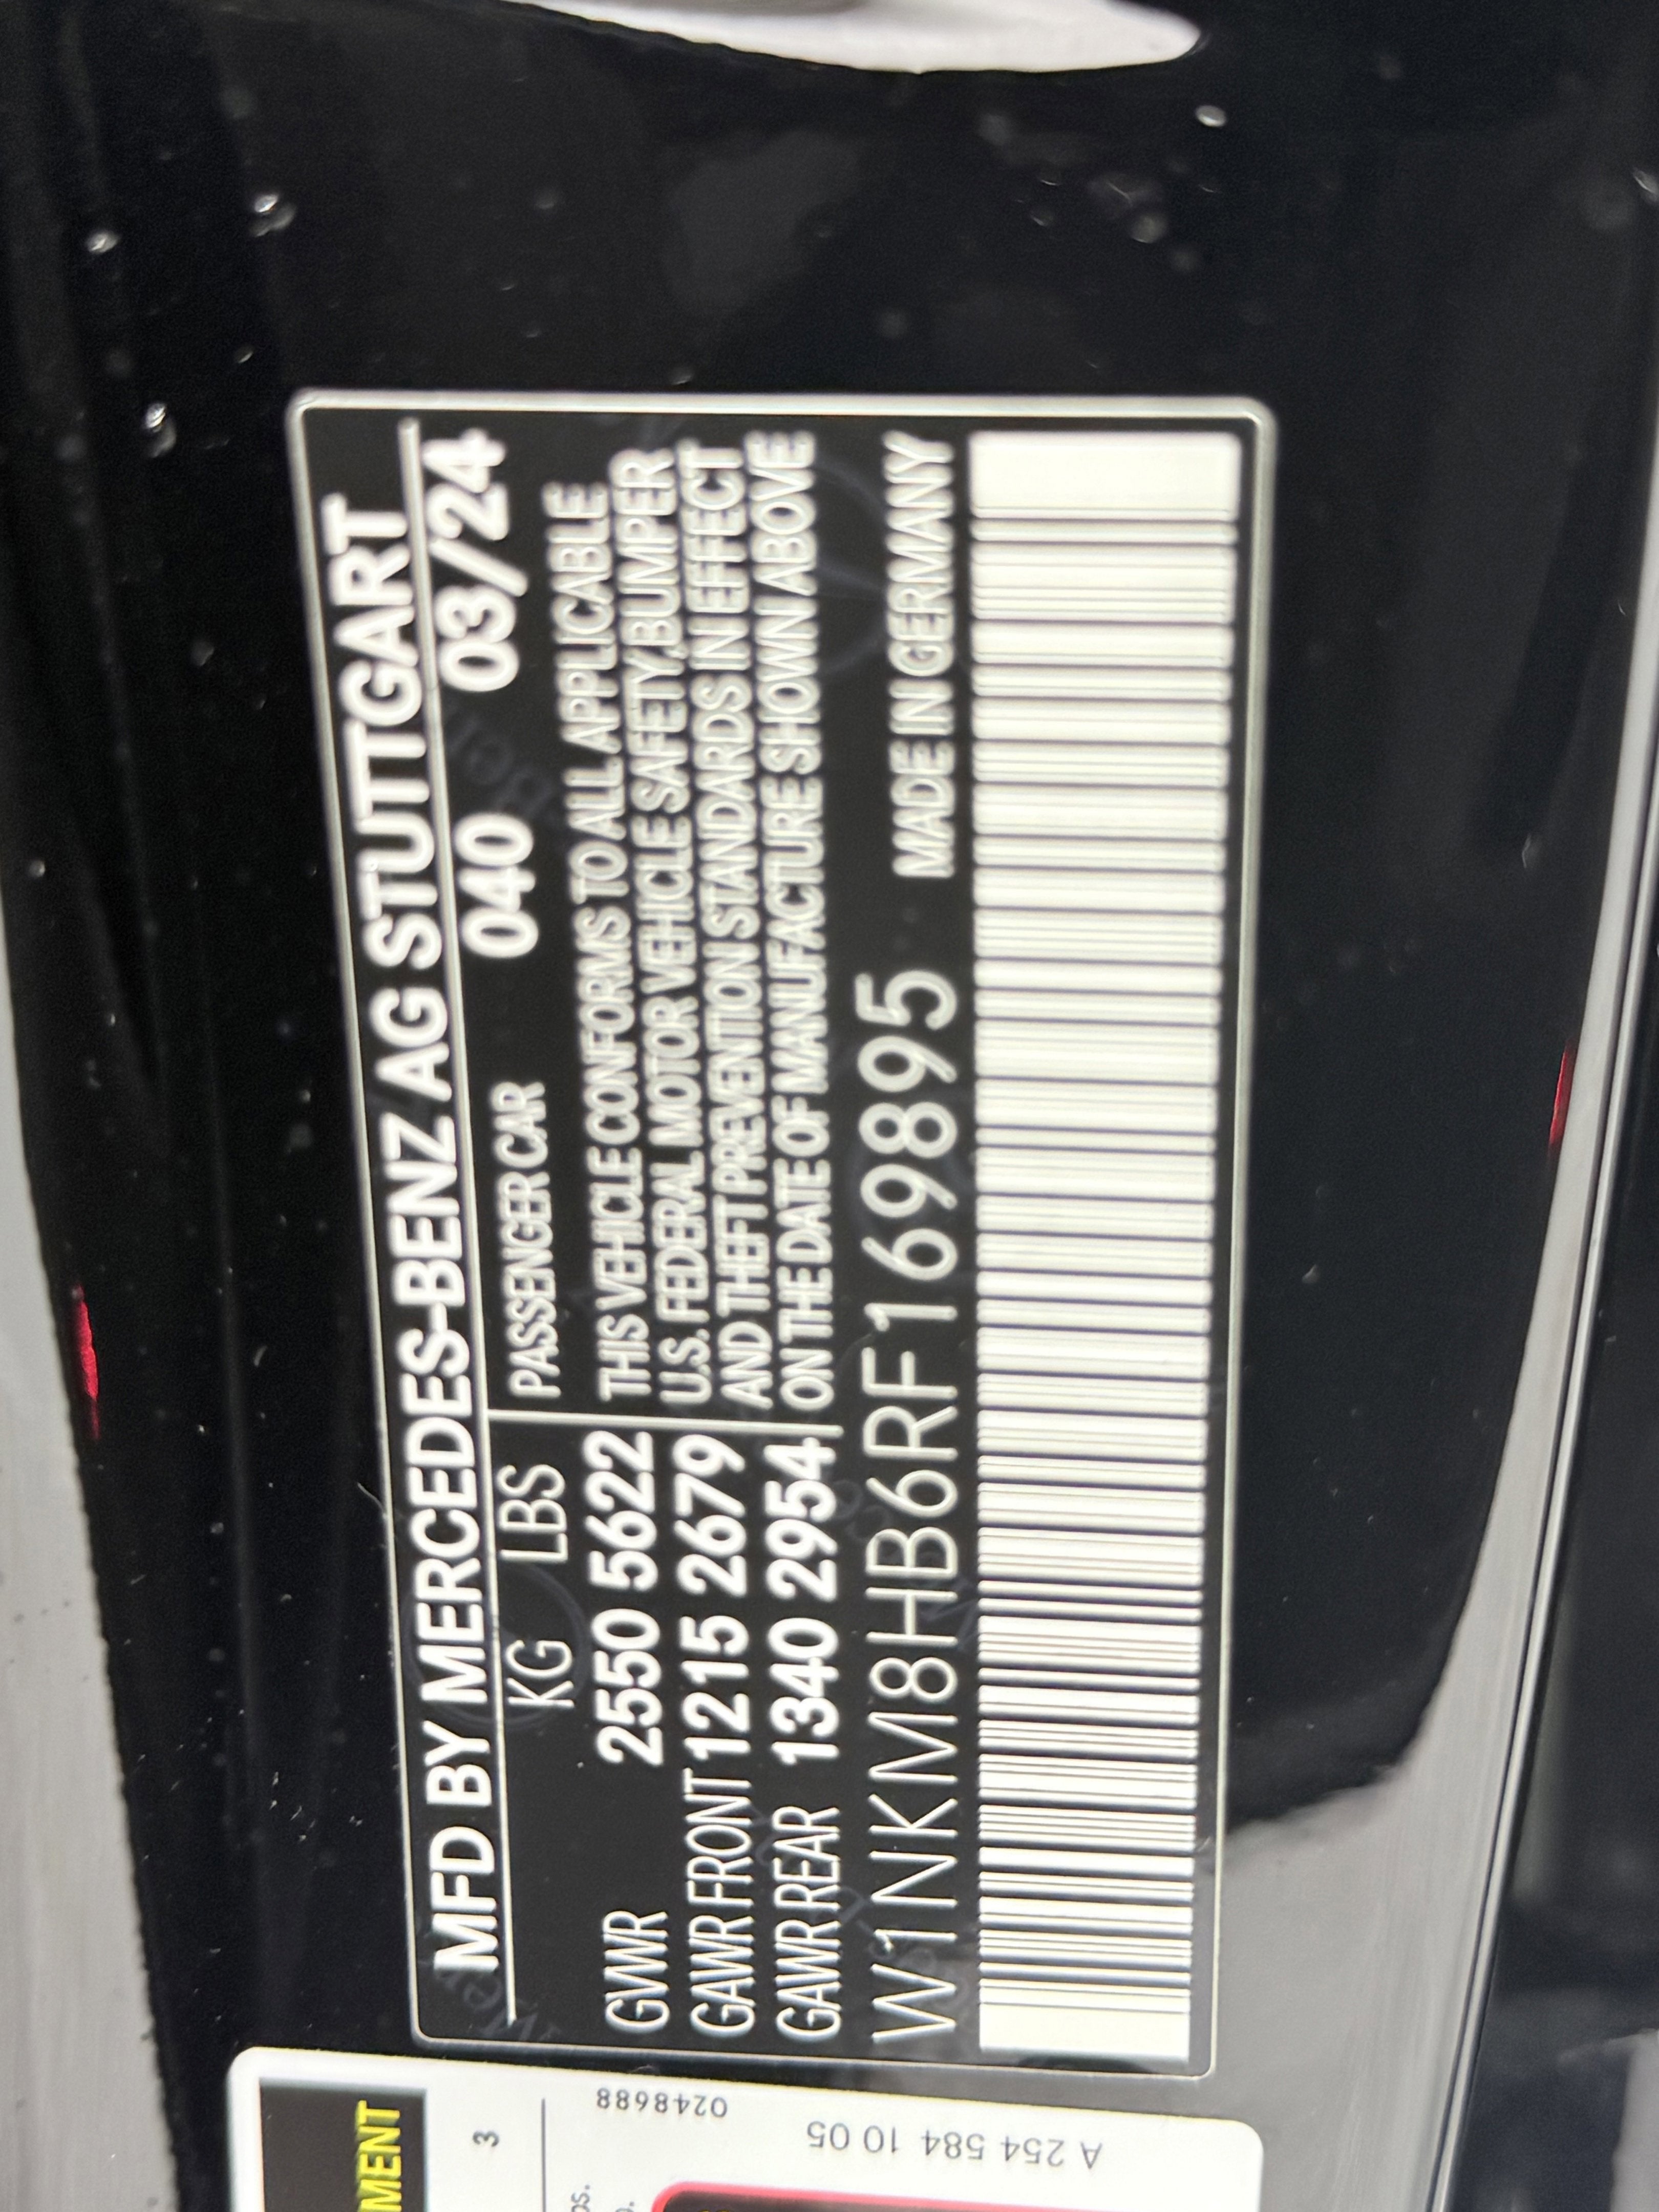 MFD BY MERCEDES-BENZ AG STUTTGART
KG LBS
PASSENGER CAR 040 03/24
GVWR 2550 5622
GAWR FRONT 1215 2679
GAWR REAR 1340 2954
THIS VEHICLE CONFORMS TO ALL APPLICABLE
U.S. FEDERAL MOTOR VEHICLE SAFETY,BUMPER
AND THEFT PREVENTION STANDARDS IN EFFECT
ON THE DATE OF MANUFACTURE SHOWN ABOVE
W1NKM8HB6RF169895 MADE IN GERMANY
MENT
3
0248688
A 254 584 10 05